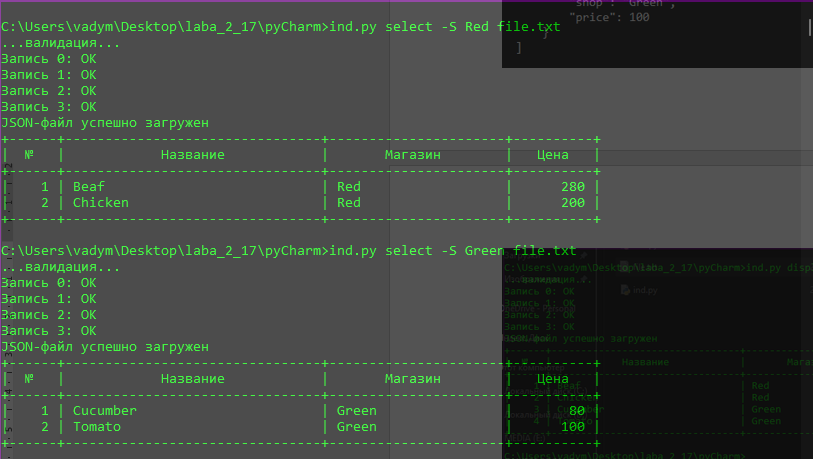 "shop": "Green",
"price": 100
}
]
C:\Users\vadym\Desktop\laba_2_17\pyCharm>ind.py select -S Red file.txt
...валидация...
Запись 0: OK
Запись 1: OK
Запись 2: OK
Запись 3: OK
JSON-файл успешно загружен
+------+--------------------------------+----------------------+----------+
| № | Название | Магазин | Цена |
+------+--------------------------------+----------------------+----------+
| 1 | Beaf | Red | 280 |
| 2 | Chicken | Red | 200 |
+------+--------------------------------+----------------------+----------+
C:\Users\vadym\Desktop\laba_2_17\pyCharm>ind.py select -S Green file.txt
...валидация...
Запись 0: OK
Запись 1: OK
Запись 2: OK
Запись 3: OK
JSON-файл успешно загружен
+------+--------------------------------+----------------------+----------+
| № | Название | Магазин | Цена |
+------+--------------------------------+----------------------+----------+
| 1 | Cucumber | Green | 80 |
| 2 | Tomato | Green | 100 |
+------+--------------------------------+----------------------+----------+
C:\Users\vadym\Desktop\laba_2_17\pyCharm>ind.py
ind.py
Запись 0: OK
Запись 1: OK
Запись 2: OK
Запись 3: OK
JSON-файл успешно загружен
№ | Название
| Red
| Red
| Green
| Green
C:\Users\vadym\Desktop\laba_2_17\pyCharm>